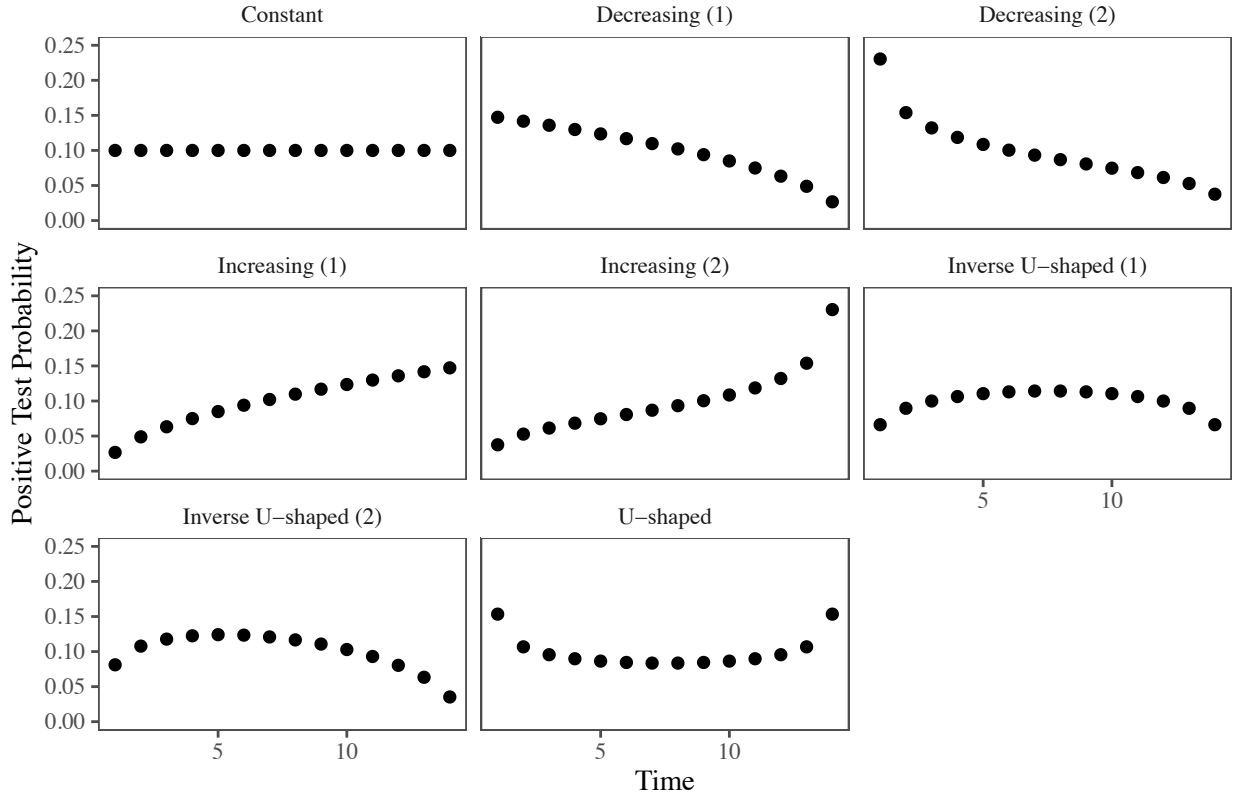 Constant
Decreasing (1)
Decreasing (2)
0.25
0.20
0.15
0.10
0.05
0.00
Increasing (1)
Increasing (2)
Inverse U−shaped (1)
0.25
0.20
0.15
0.10
0.05
0.00
5
10
Inverse U−shaped (2)
U−shaped
0.25
0.20
0.15
0.10
0.05
0.00
5
10
5
10
Time
Positive Test Probability